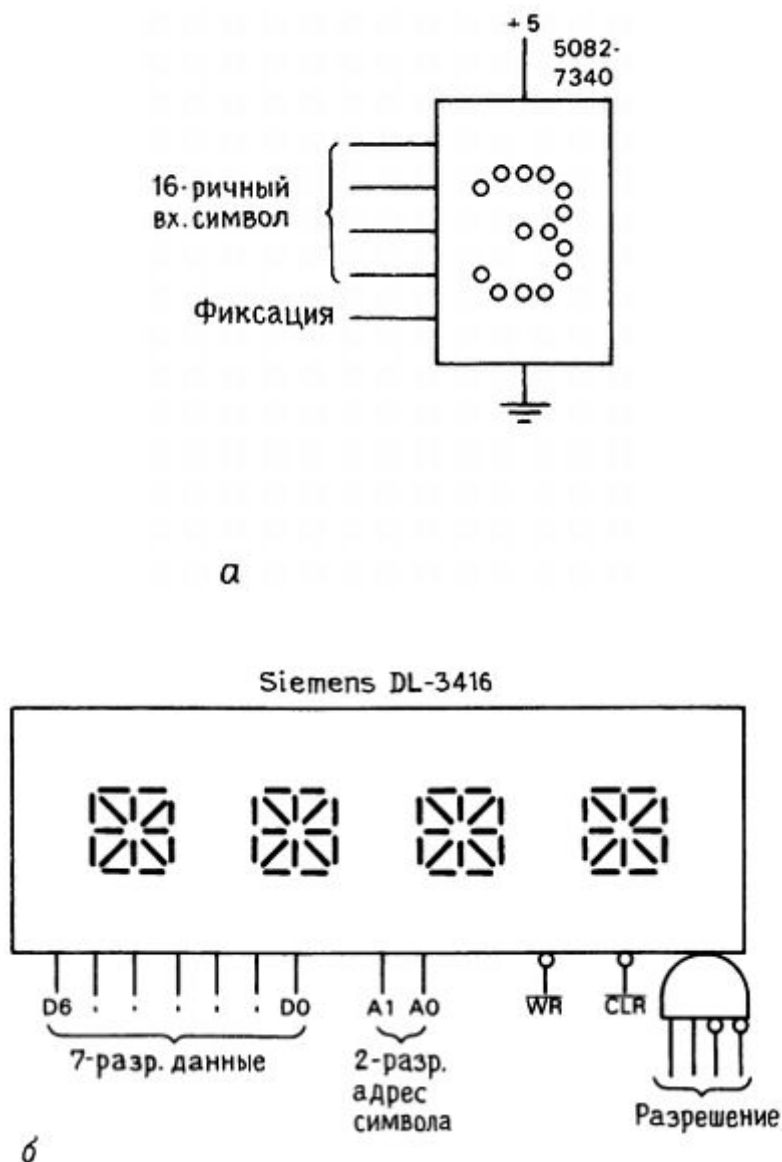 +5
5082-
7340
16-ричный
вх. символ
Фиксация
а
Siemens DL-3416
D6 . . . . . D0 A1 A0 WR CLR
7-разр. данные
2-разр.
адрес
символа
Разрешение
б